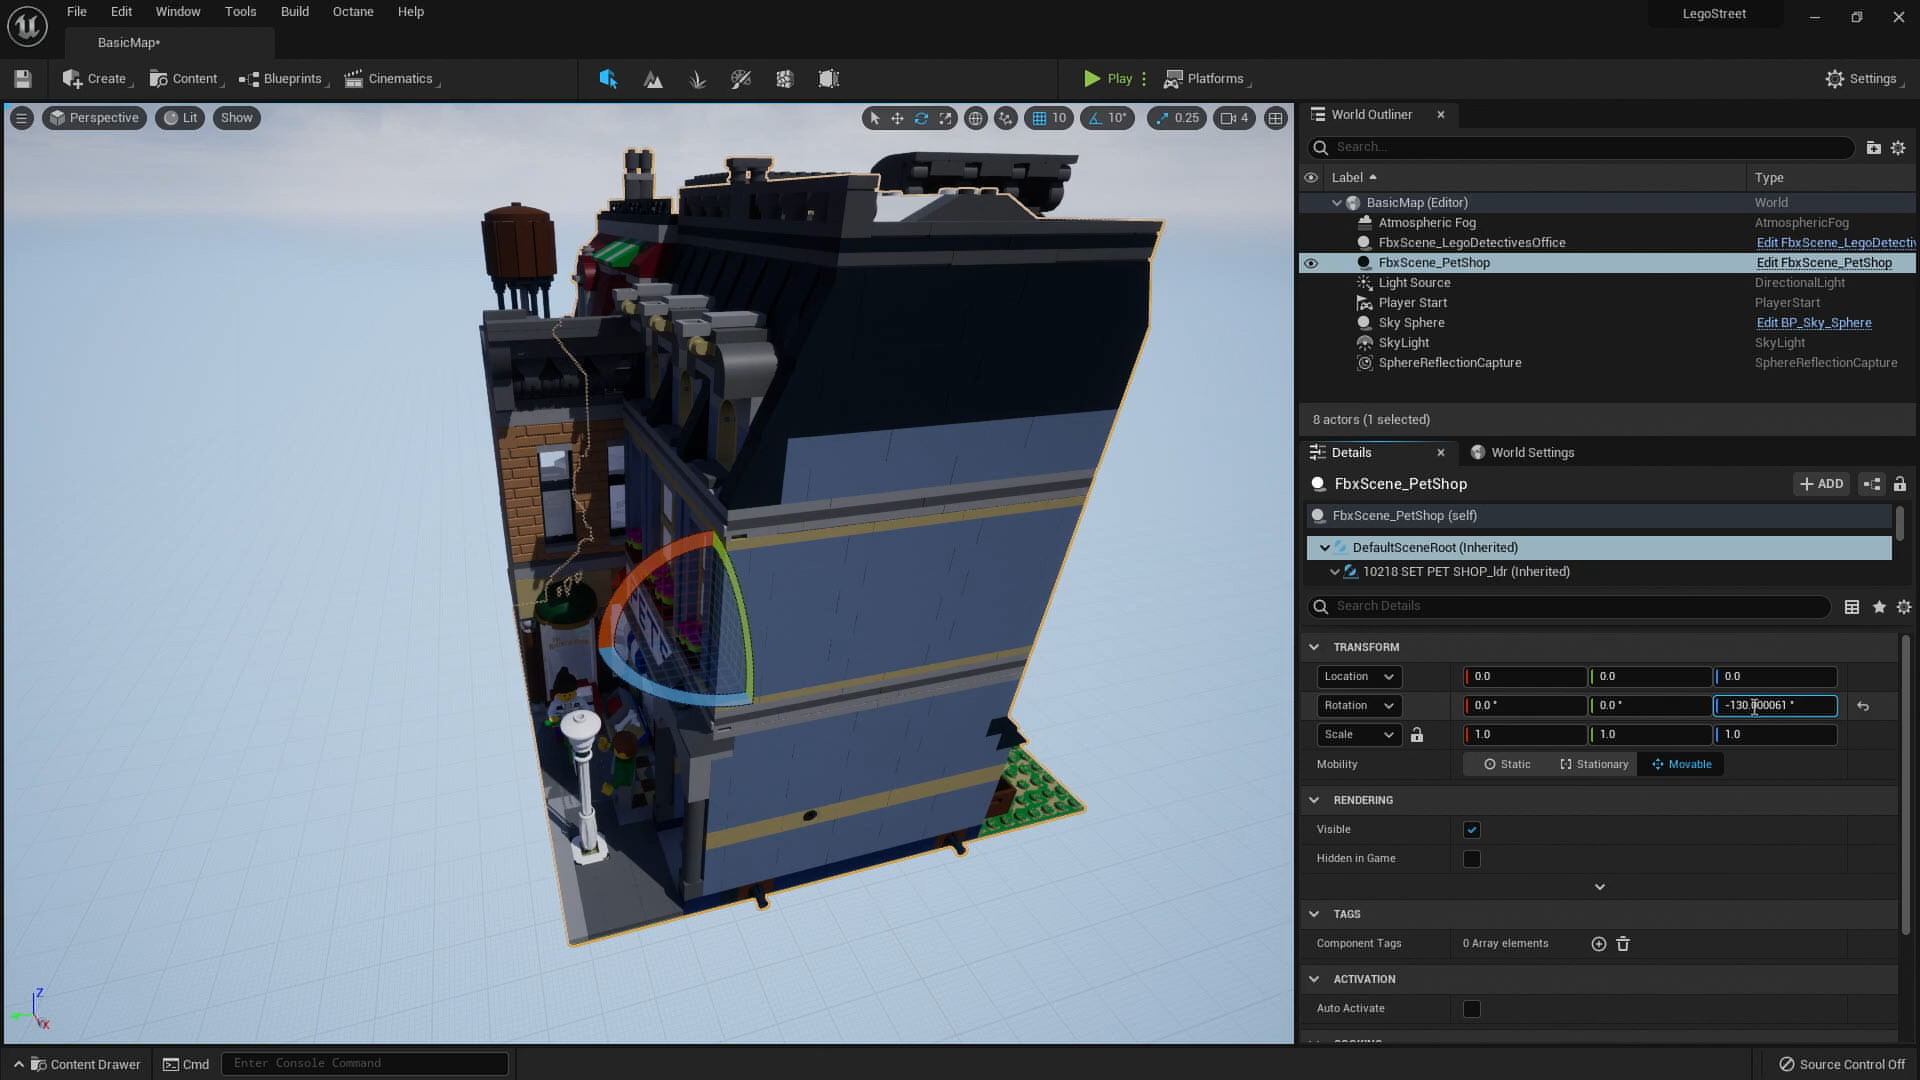 File Edit Window Tools Build Octane Help
LegoStreet
BasicMap*
Create Content Blueprints Cinematics Play Platforms Settings
Perspective Lit Show 10 10° 0.25 4
World Outliner
Search...
Label Type
BasicMap (Editor) World
Atmospheric Fog AtmosphericFog
FbxScene_LegoDetectivesOffice Edit FbxScene_LegoDetectiv
FbxScene_PetShop Edit FbxScene_PetShop
Light Source DirectionalLight
Player Start PlayerStart
Sky Sphere Edit BP_Sky_Sphere
SkyLight SkyLight
SphereReflectionCapture SphereReflectionCapture
8 actors (1 selected)
Details World Settings
FbxScene_PetShop ADD
FbxScene_PetShop (self)
DefaultSceneRoot (Inherited)
10218 SET PET SHOP_ldr (Inherited)
Search Details
TRANSFORM
Location 0.0 0.0 0.0
Rotation 0.0 ° 0.0 ° -130.000061 °
Scale 1.0 1.0 1.0
Mobility Static Stationary Movable
RENDERING
Visible
Hidden in Game
TAGS
Component Tags 0 Array elements
ACTIVATION
Auto Activate
Z
X
Content Drawer Cmd Enter Console Command Source Control Off